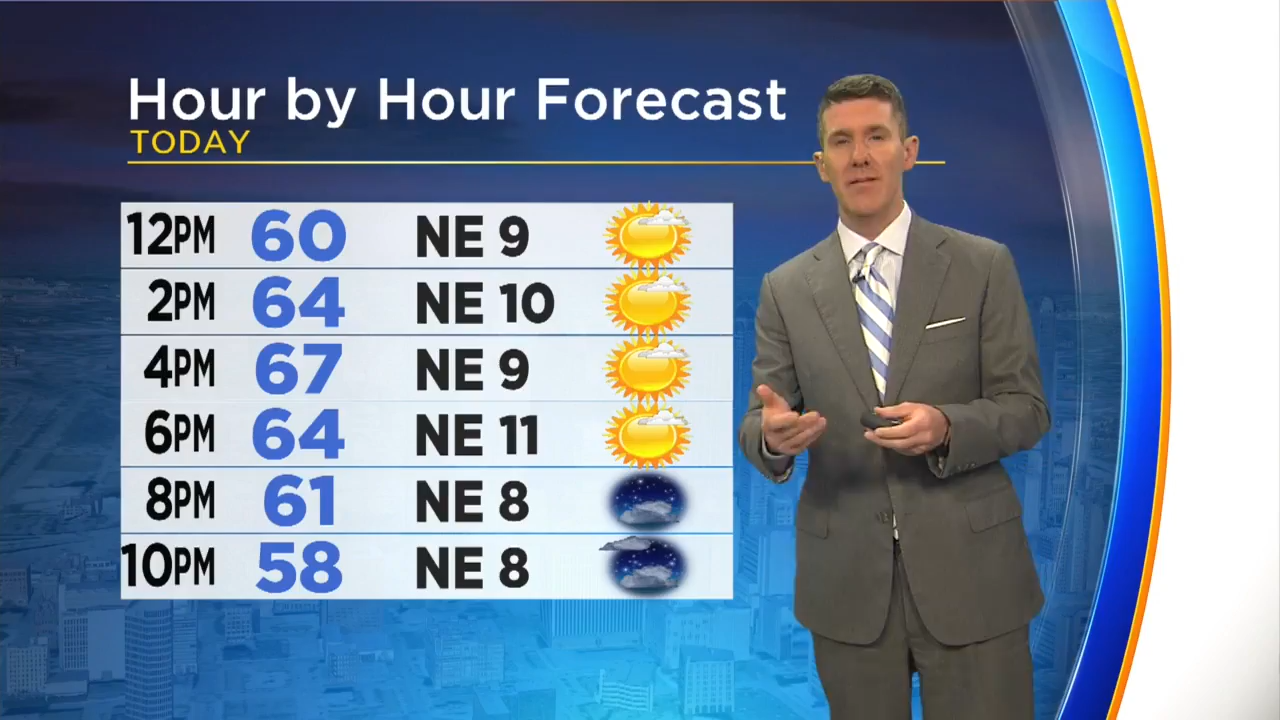 Hour by Hour Forecast
TODAY
12PM 60 NE 9
2PM 64 NE 10
4PM 67 NE 9
6PM 64 NE 11
8PM 61 NE 8
10PM 58 NE 8